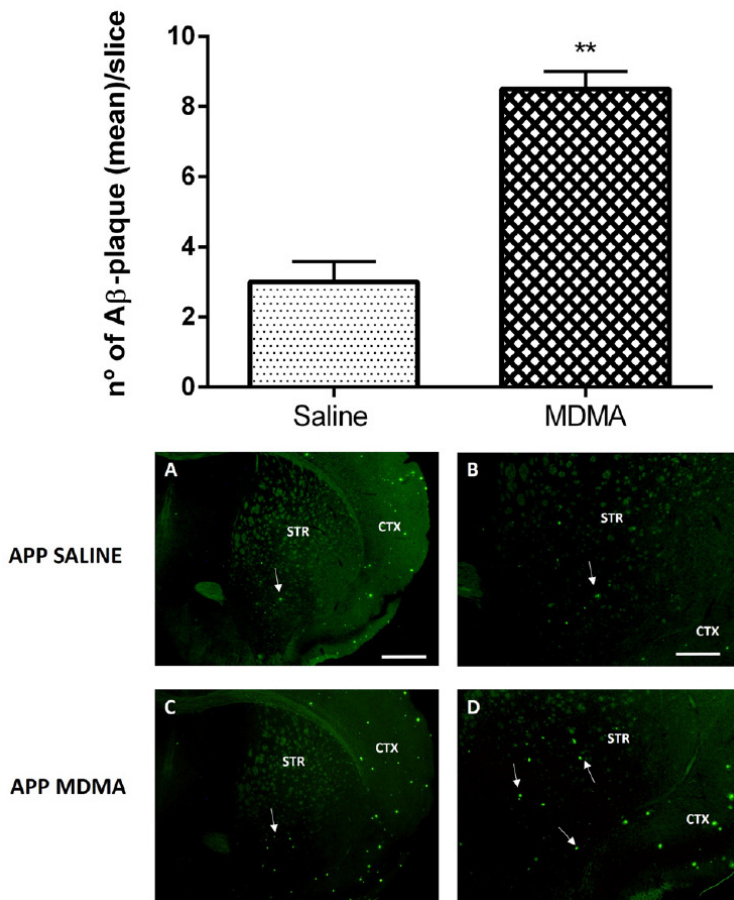 nº of Aβ-plaque (mean)/slice
10
8
6
4
2
0
**
Saline
MDMA
APP SALINE
A
STR
CTX
B
STR
CTX
APP MDMA
C
STR
CTX
D
STR
CTX